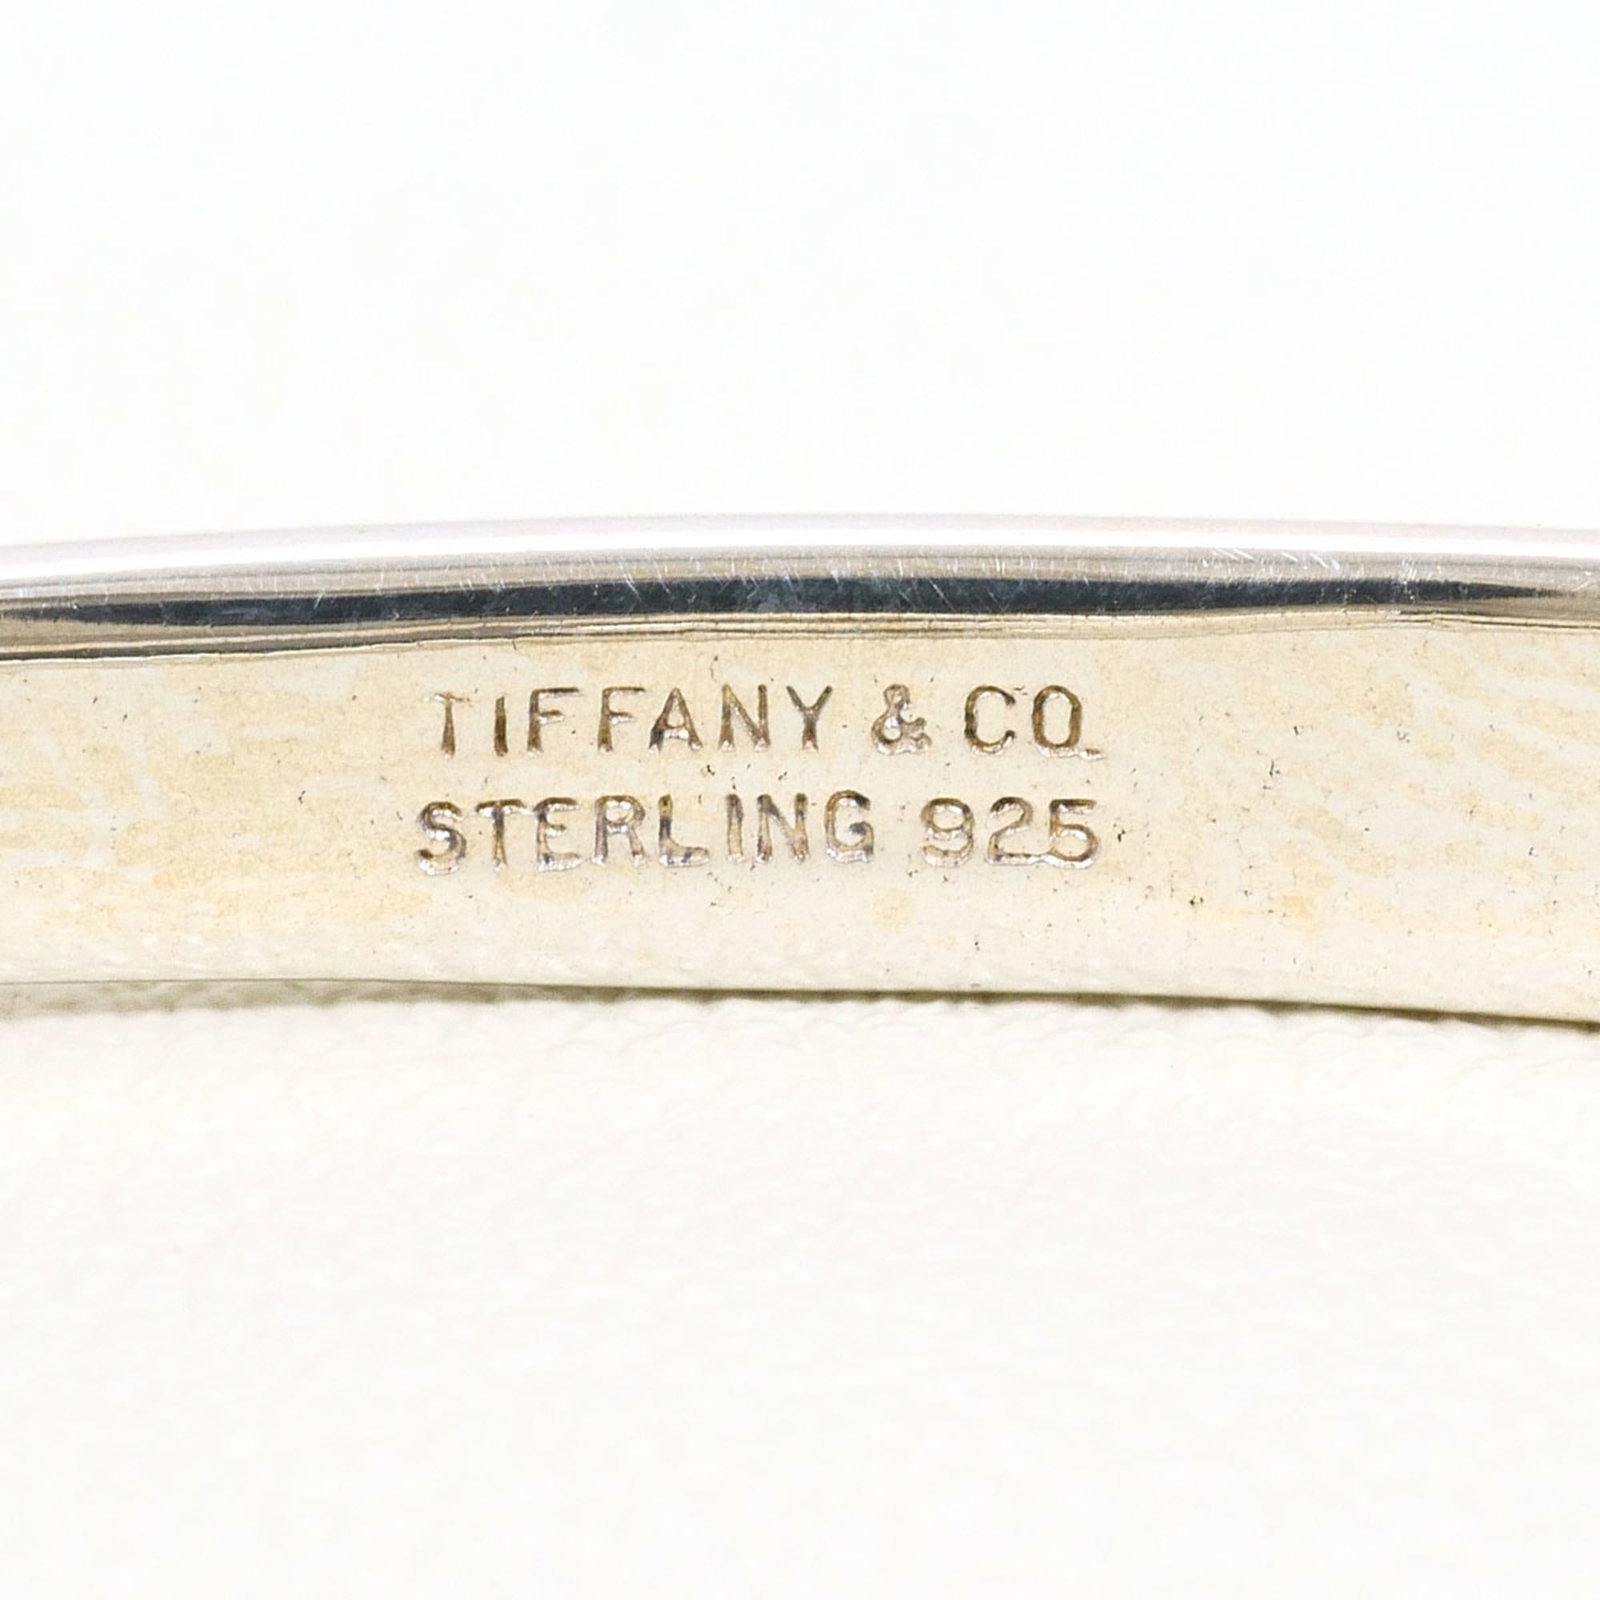 TIFFANY & CO.
STERLING 925